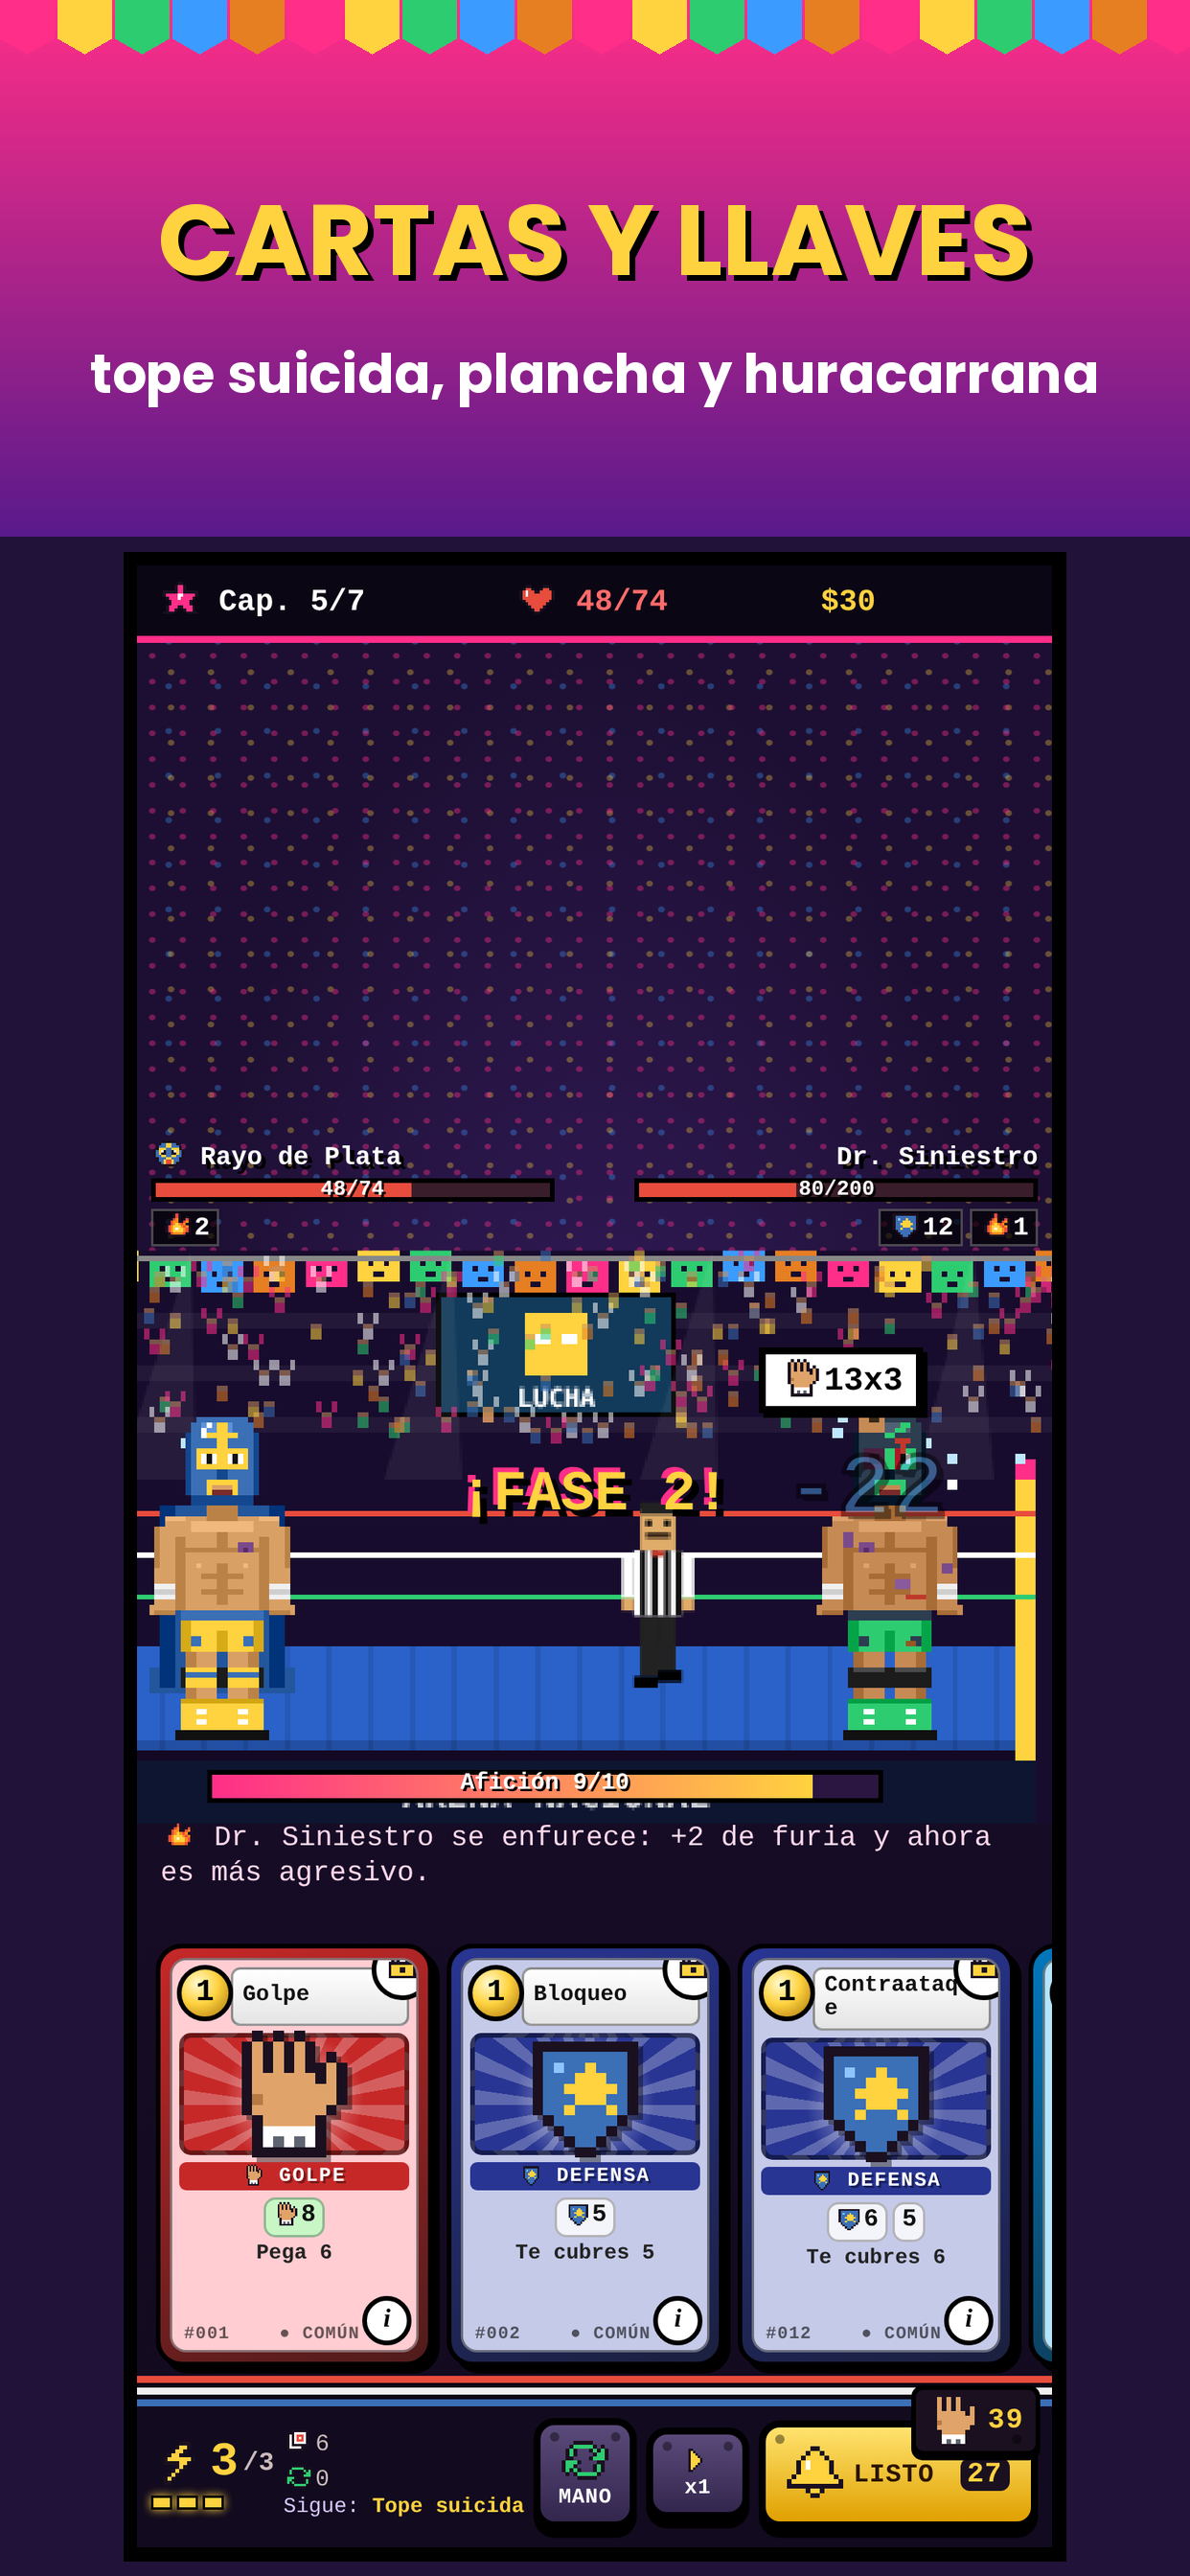 CARTAS Y LLAVES
tope suicida, plancha y huracarrana
Cap. 5/7 48/74 $30
Rayo de Plata Dr. Siniestro
48/74 80/200
2 12 1
LUCHA
13x3
¡FASE 2! -22
Afición 9/10
Dr. Siniestro se enfurece: +2 de furia y ahora
es más agresivo.
1 Golpe
GOLPE
8
Pega 6
#001 • COMÚN i
1 Bloqueo
DEFENSA
5
Te cubres 5
#002 • COMÚN i
1 Contraataq
e
DEFENSA
6 5
Te cubres 6
#012 • COMÚN i
39
3/3 6
0
Sigue: Tope suicida
MANO
x1
LISTO 27